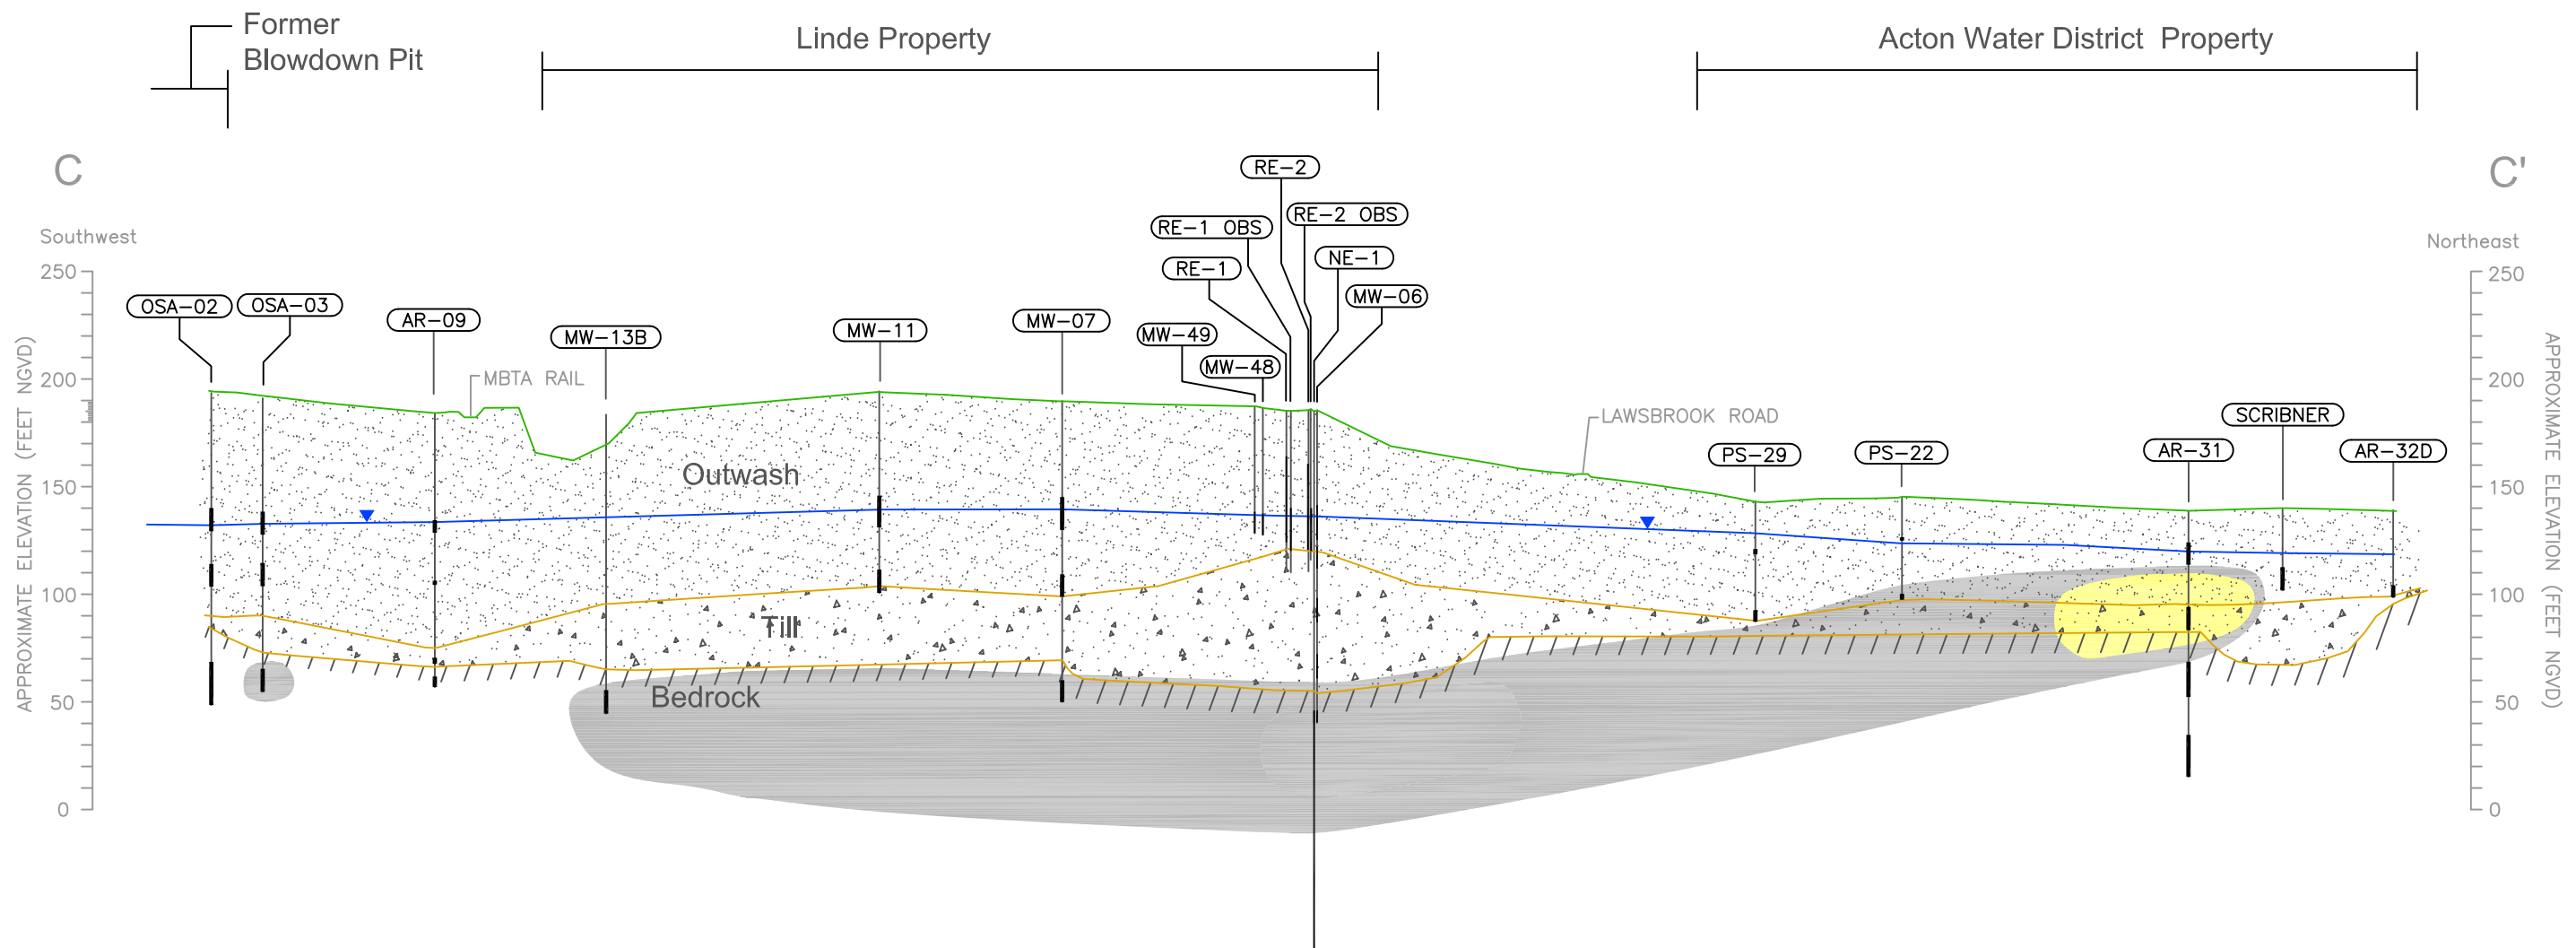 Former
Blowdown Pit
Linde Property
Acton Water District Property
C
C'
Southwest
Northeast
RE-2
RE-2 OBS
RE-1 OBS
NE-1
RE-1
MW-06
OSA-02
OSA-03
AR-09
MW-13B
MW-11
MW-07
MW-49
MW-48
MBTA RAIL
LAWSBROOK ROAD
SCRIBNER
PS-29
PS-22
AR-31
AR-32D
Outwash
Till
Bedrock
APPROXIMATE ELEVATION (FEET NGVD)
250
200
150
100
50
0
250
200
150
100
50
0
APPROXIMATE ELEVATION (FEET NGVD)